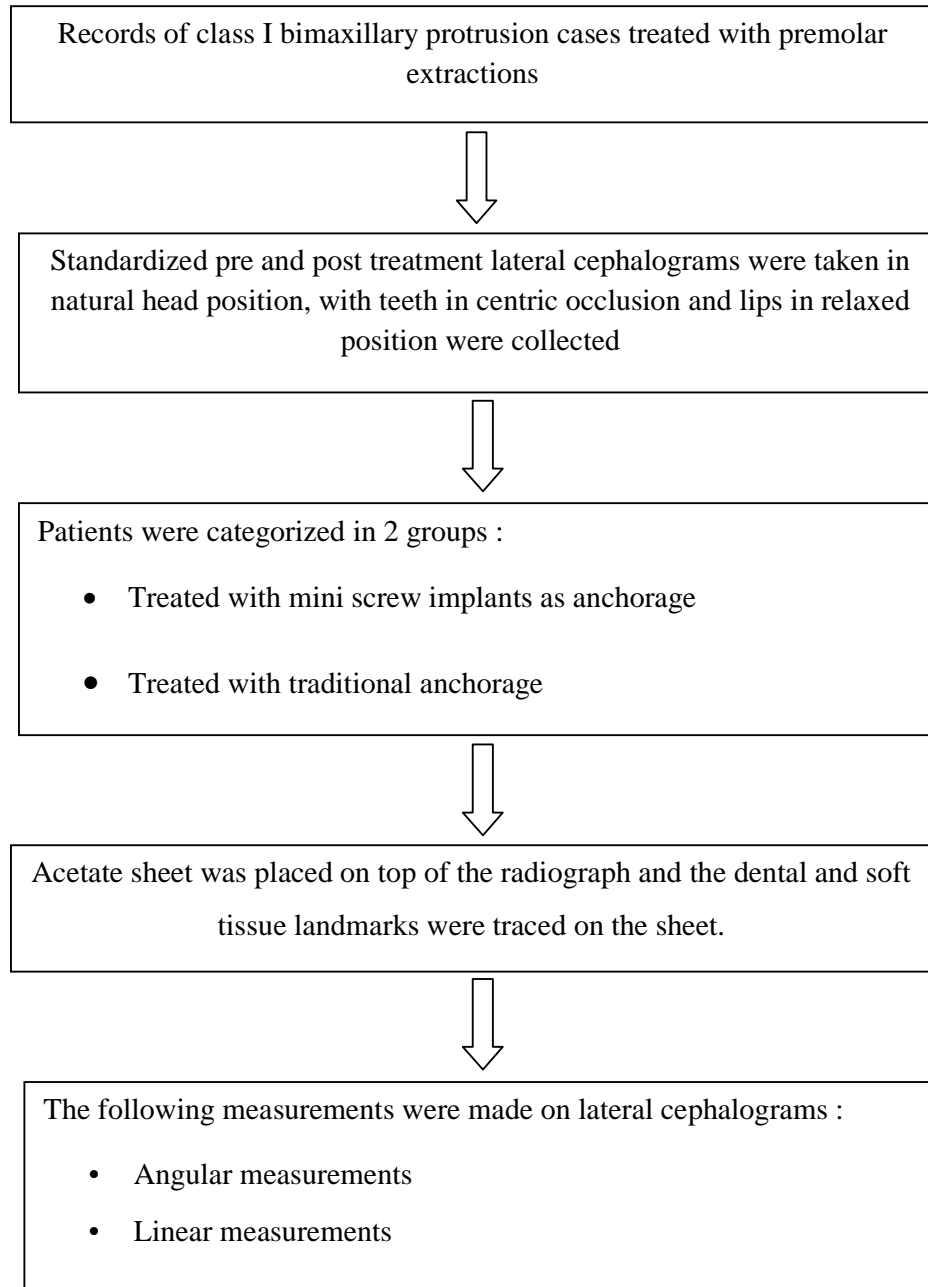 Records of class I bimaxillary protrusion cases treated with premolar
extractions
Standardized pre and post treatment lateral cephalograms were taken in
natural head position, with teeth in centric occlusion and lips in relaxed
position were collected
Patients were categorized in 2 groups :
• Treated with mini screw implants as anchorage
• Treated with traditional anchorage
Acetate sheet was placed on top of the radiograph and the dental and soft
tissue landmarks were traced on the sheet.
The following measurements were made on lateral cephalograms :
• Angular measurements
• Linear measurements